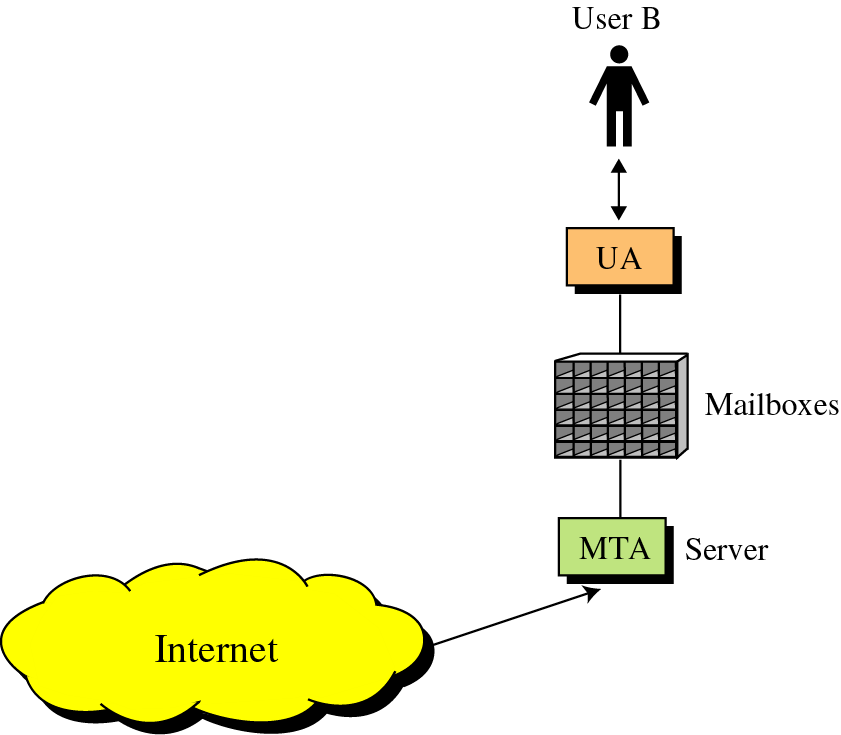 User B
UA
Mailboxes
MTA
Server
Internet